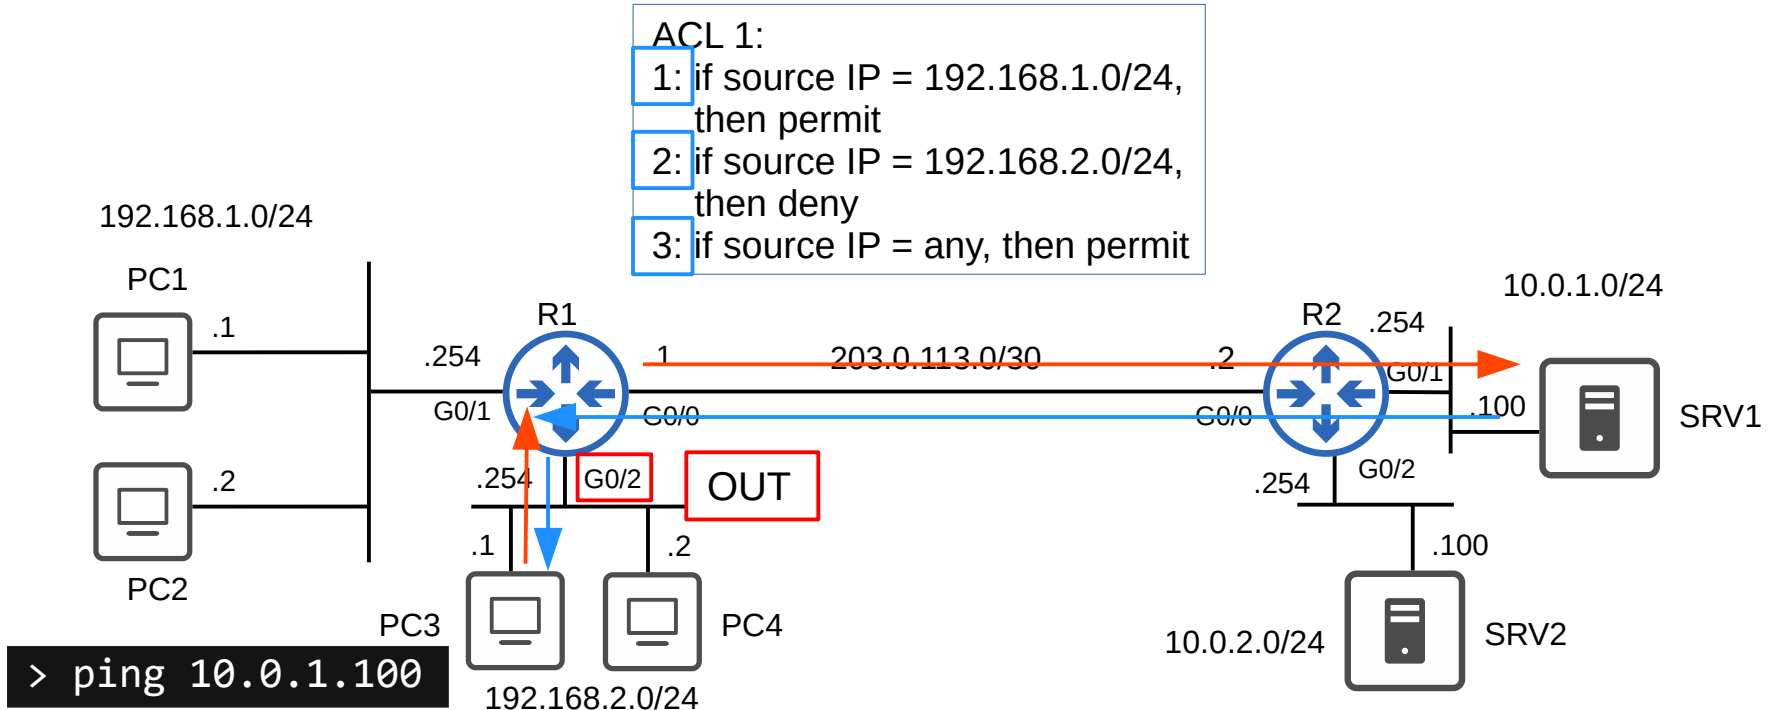 ACL 1:
1: if source IP = 192.168.1.0/24,
then permit
2: if source IP = 192.168.2.0/24,
then deny
3: if source IP = any, then permit
192.168.1.0/24
PC1
.1
.254
G0/1
R1
.1
203.0.113.0/30
.2
R2
.254
10.0.1.0/24
G0/1
G0/0
G0/0
.100
SRV1
.2
PC2
.254
G0/2
OUT
.254
G0/2
.1
.2
.100
PC3
PC4
10.0.2.0/24
SRV2
> ping 10.0.1.100
192.168.2.0/24